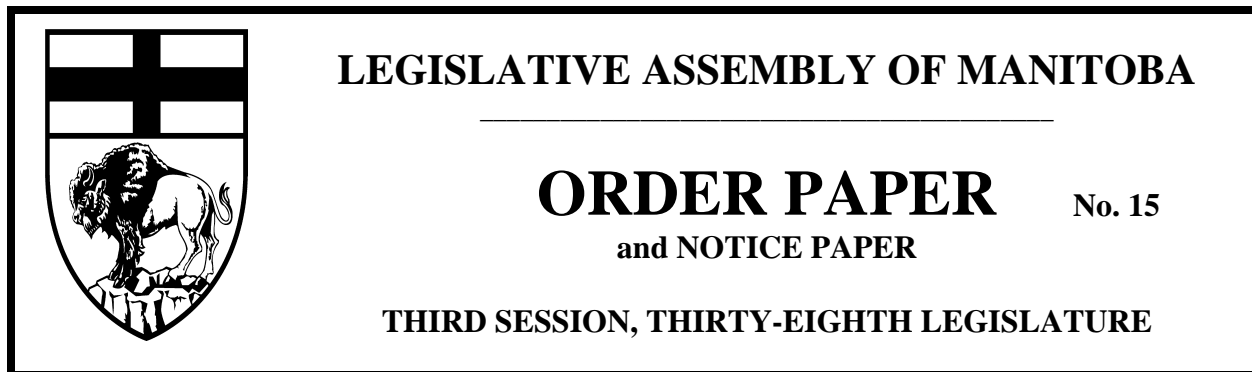 LEGISLATIVE ASSEMBLY OF MANITOBA
ORDER PAPER No. 15
and NOTICE PAPER
THIRD SESSION, THIRTY-EIGHTH LEGISLATURE